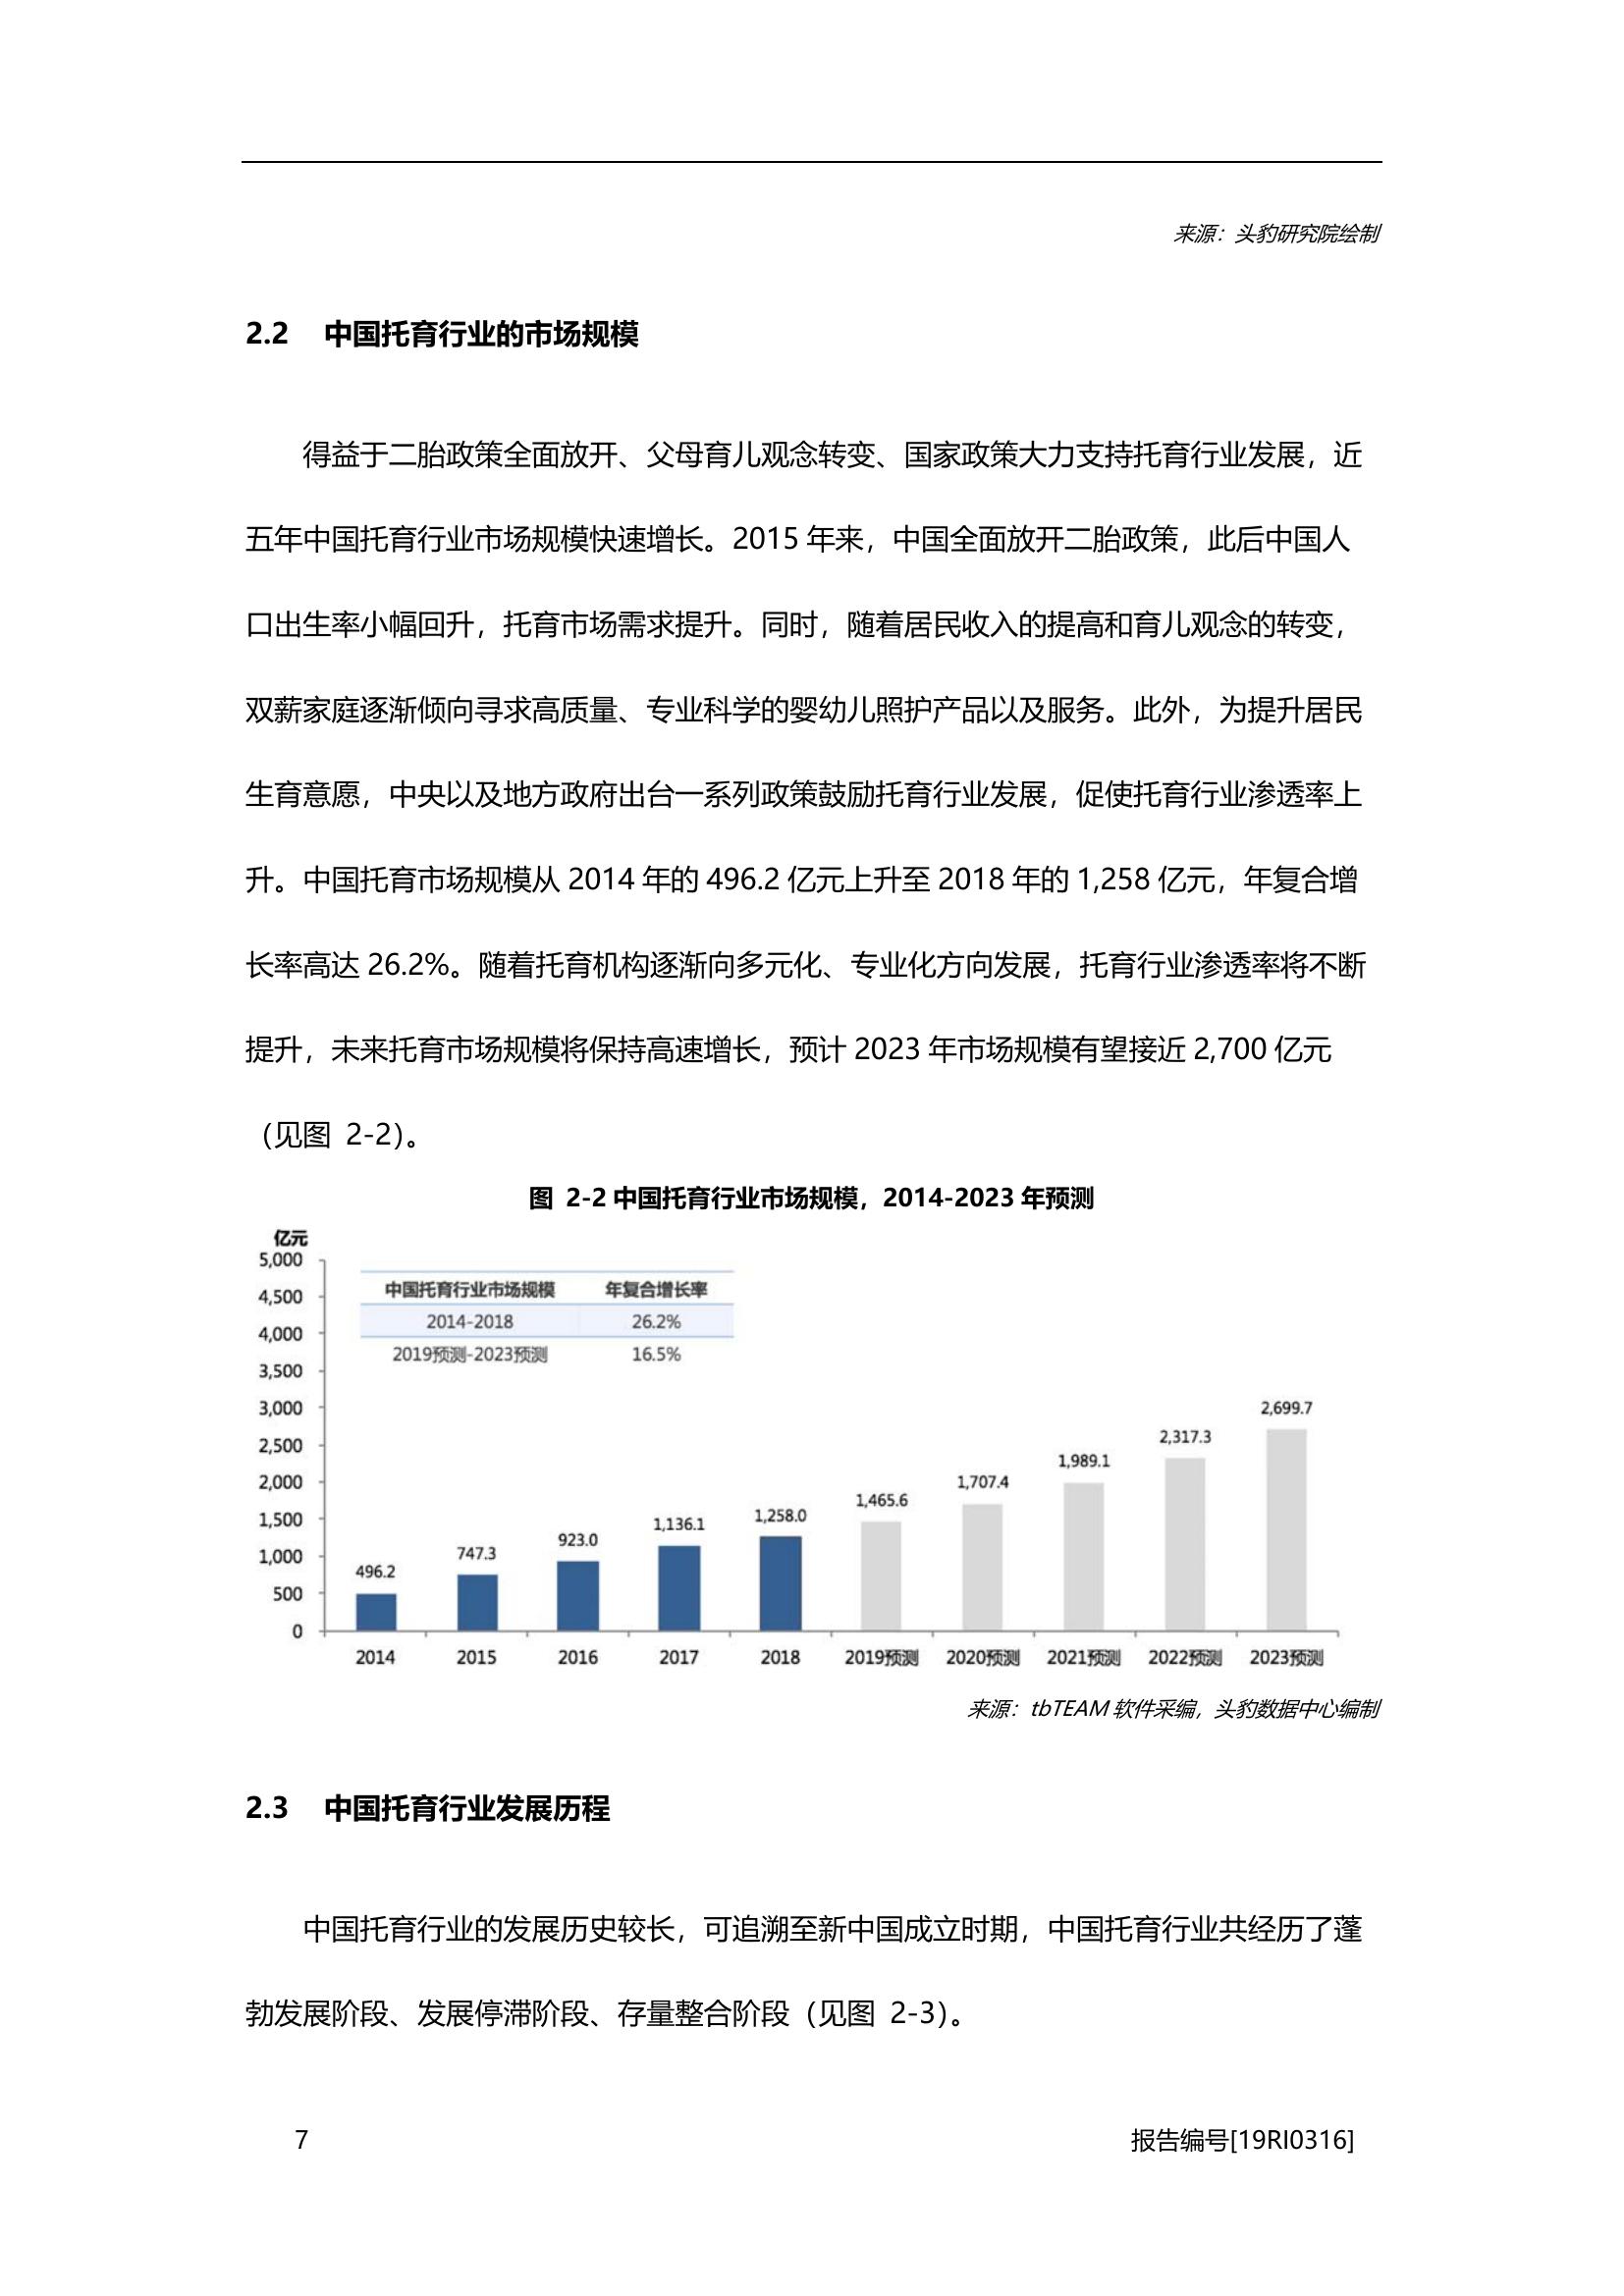 来源：头豹研究院绘制
2.2 中国托育行业的市场规模
得益于二胎政策全面放开、父母育儿观念转变、国家政策大力支持托育行业发展，近
五年中国托育行业市场规模快速增长。2015 年来，中国全面放开二胎政策，此后中国人
口出生率小幅回升，托育市场需求提升。同时，随着居民收入的提高和育儿观念的转变，
双薪家庭逐渐倾向寻求高质量、专业科学的婴幼儿照护产品以及服务。此外，为提升居民
生育意愿，中央以及地方政府出台一系列政策鼓励托育行业发展，促使托育行业渗透率上
升。中国托育市场规模从 2014 年的 496.2 亿元上升至 2018 年的 1,258 亿元，年复合增
长率高达 26.2%。随着托育机构逐渐向多元化、专业化方向发展，托育行业渗透率将不断
提升，未来托育市场规模将保持高速增长，预计 2023 年市场规模有望接近 2,700 亿元
（见图 2-2）。
图 2-2 中国托育行业市场规模，2014-2023 年预测
亿元
5,000
4,500
4,000
3,500
3,000
2,500
2,000
1,500
1,000
500
0
中国托育行业市场规模 年复合增长率
2014-2018 26.2%
2019预测-2023预测 16.5%
496.2 747.3 923.0 1,136.1 1,258.0 1,465.6 1,707.4 1,989.1 2,317.3 2,699.7
2014 2015 2016 2017 2018 2019预测 2020预测 2021预测 2022预测 2023预测
来源：tbTEAM 软件采编，头豹数据中心编制
2.3 中国托育行业发展历程
中国托育行业的发展历史较长，可追溯至新中国成立时期，中国托育行业共经历了蓬
勃发展阶段、发展停滞阶段、存量整合阶段（见图 2-3）。
7 报告编号[19RI0316]